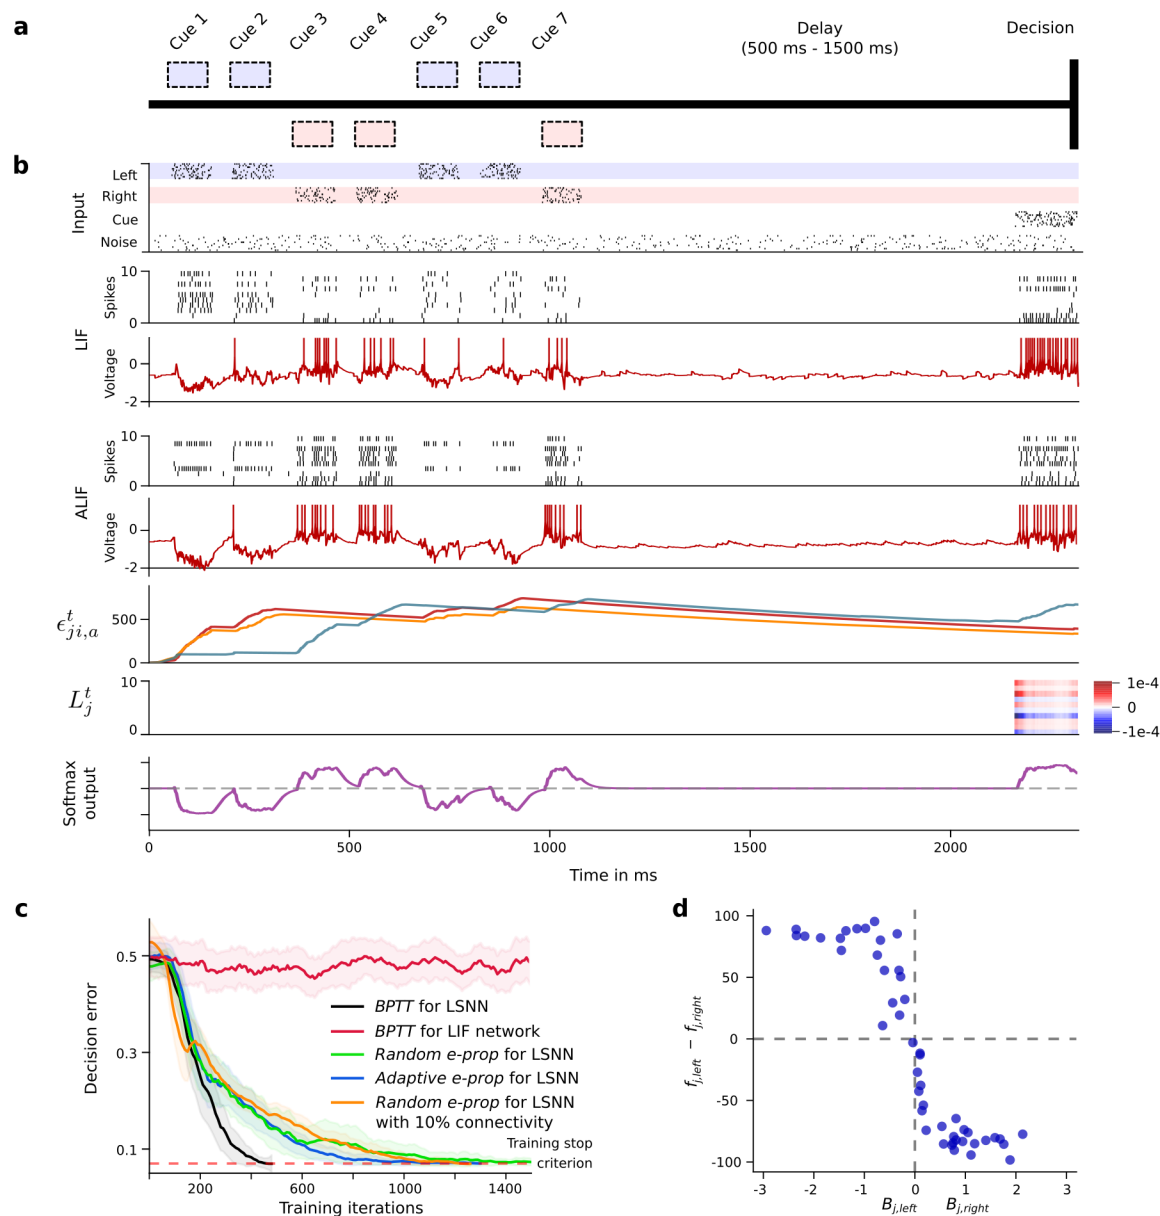 a
Cue 1 Cue 2 Cue 3 Cue 4 Cue 5 Cue 6 Cue 7
Delay
(500 ms - 1500 ms)
Decision
b
Input
Left
Right
Cue
Noise
LIF
Spikes
10
0
Voltage
0
-2
ALIF
Spikes
10
0
Voltage
0
-2
ϵ^t_{ji,a}
500
0
L^t_j
10
0
1e-4
0
-1e-4
Softmax
output
0 500 1000 1500 2000
Time in ms
c
Decision error
0.5
0.3
0.1
BPTT for LSNN
BPTT for LIF network
Random e-prop for LSNN
Adaptive e-prop for LSNN
Random e-prop for LSNN
with 10% connectivity
Training stop
criterion
200 600 1000 1400
Training iterations
d
f_{j,left} − f_{j,right}
100
50
0
-50
-100
-3 -2 -1 0 1 2 3
B_{j,left} B_{j,right}